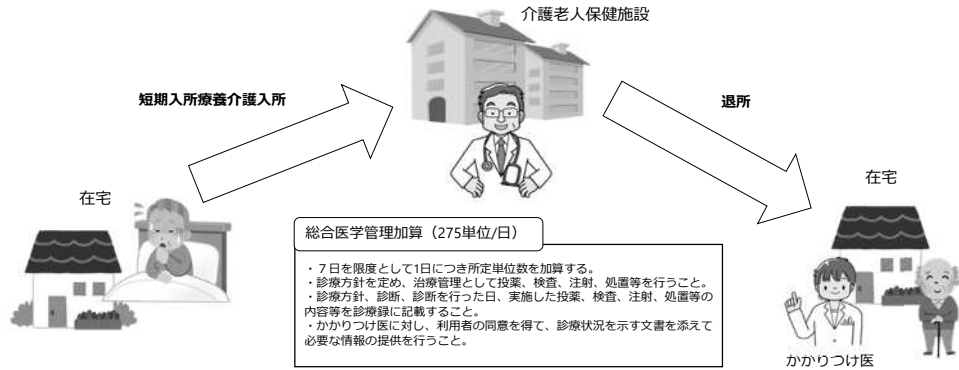 介護老人保健施設
短期入所療養介護入所
退所
在宅
在宅
総合医学管理加算（275単位/日）
・７日を限度として1日につき所定単位数を加算する。
・診療方針を定め、治療管理として投薬、検査、注射、処置等を行うこと。
・診療方針、診断、診断を行った日、実施した投薬、検査、注射、処置等の
内容等を診療録に記載すること。
・かかりつけ医に対し、利用者の同意を得て、診療状況を示す文書を添えて
必要な情報の提供を行うこと。
かかりつけ医